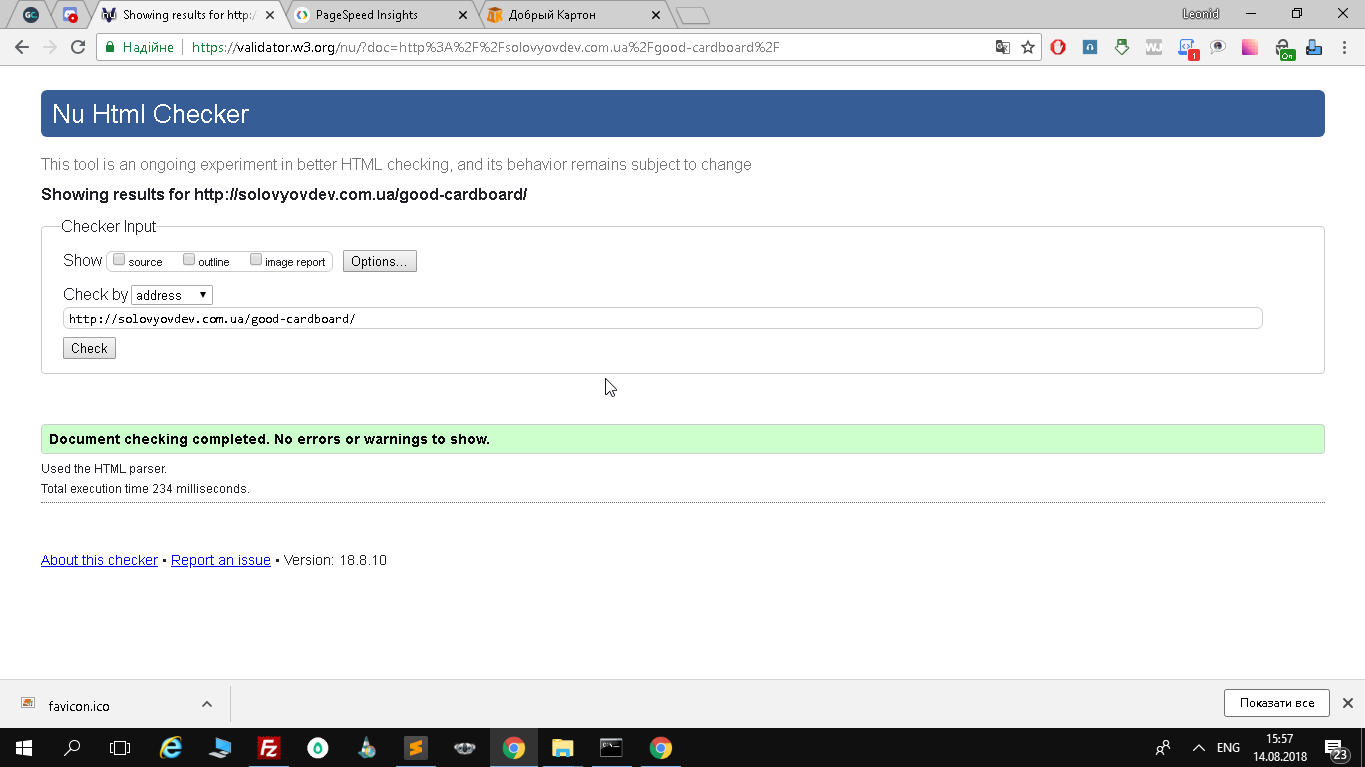 GC
Showing results for http:/
PageSpeed Insights
Добрый Картон
Leonid
Надійне
https://validator.w3.org/nu/?doc=http%3A%2F%2Fsolovyovdev.com.ua%2Fgood-cardboard%2F
1
On
Nu Html Checker
This tool is an ongoing experiment in better HTML checking, and its behavior remains subject to change
Showing results for http://solovyovdev.com.ua/good-cardboard/
Checker Input
Show source outline image report Options...
Check by address
http://solovyovdev.com.ua/good-cardboard/
Check
Document checking completed. No errors or warnings to show.
Used the HTML parser.
Total execution time 234 milliseconds.
About this checker • Report an issue • Version: 18.8.10
favicon.ico
Показати все
ENG
15:57
14.08.2018
23